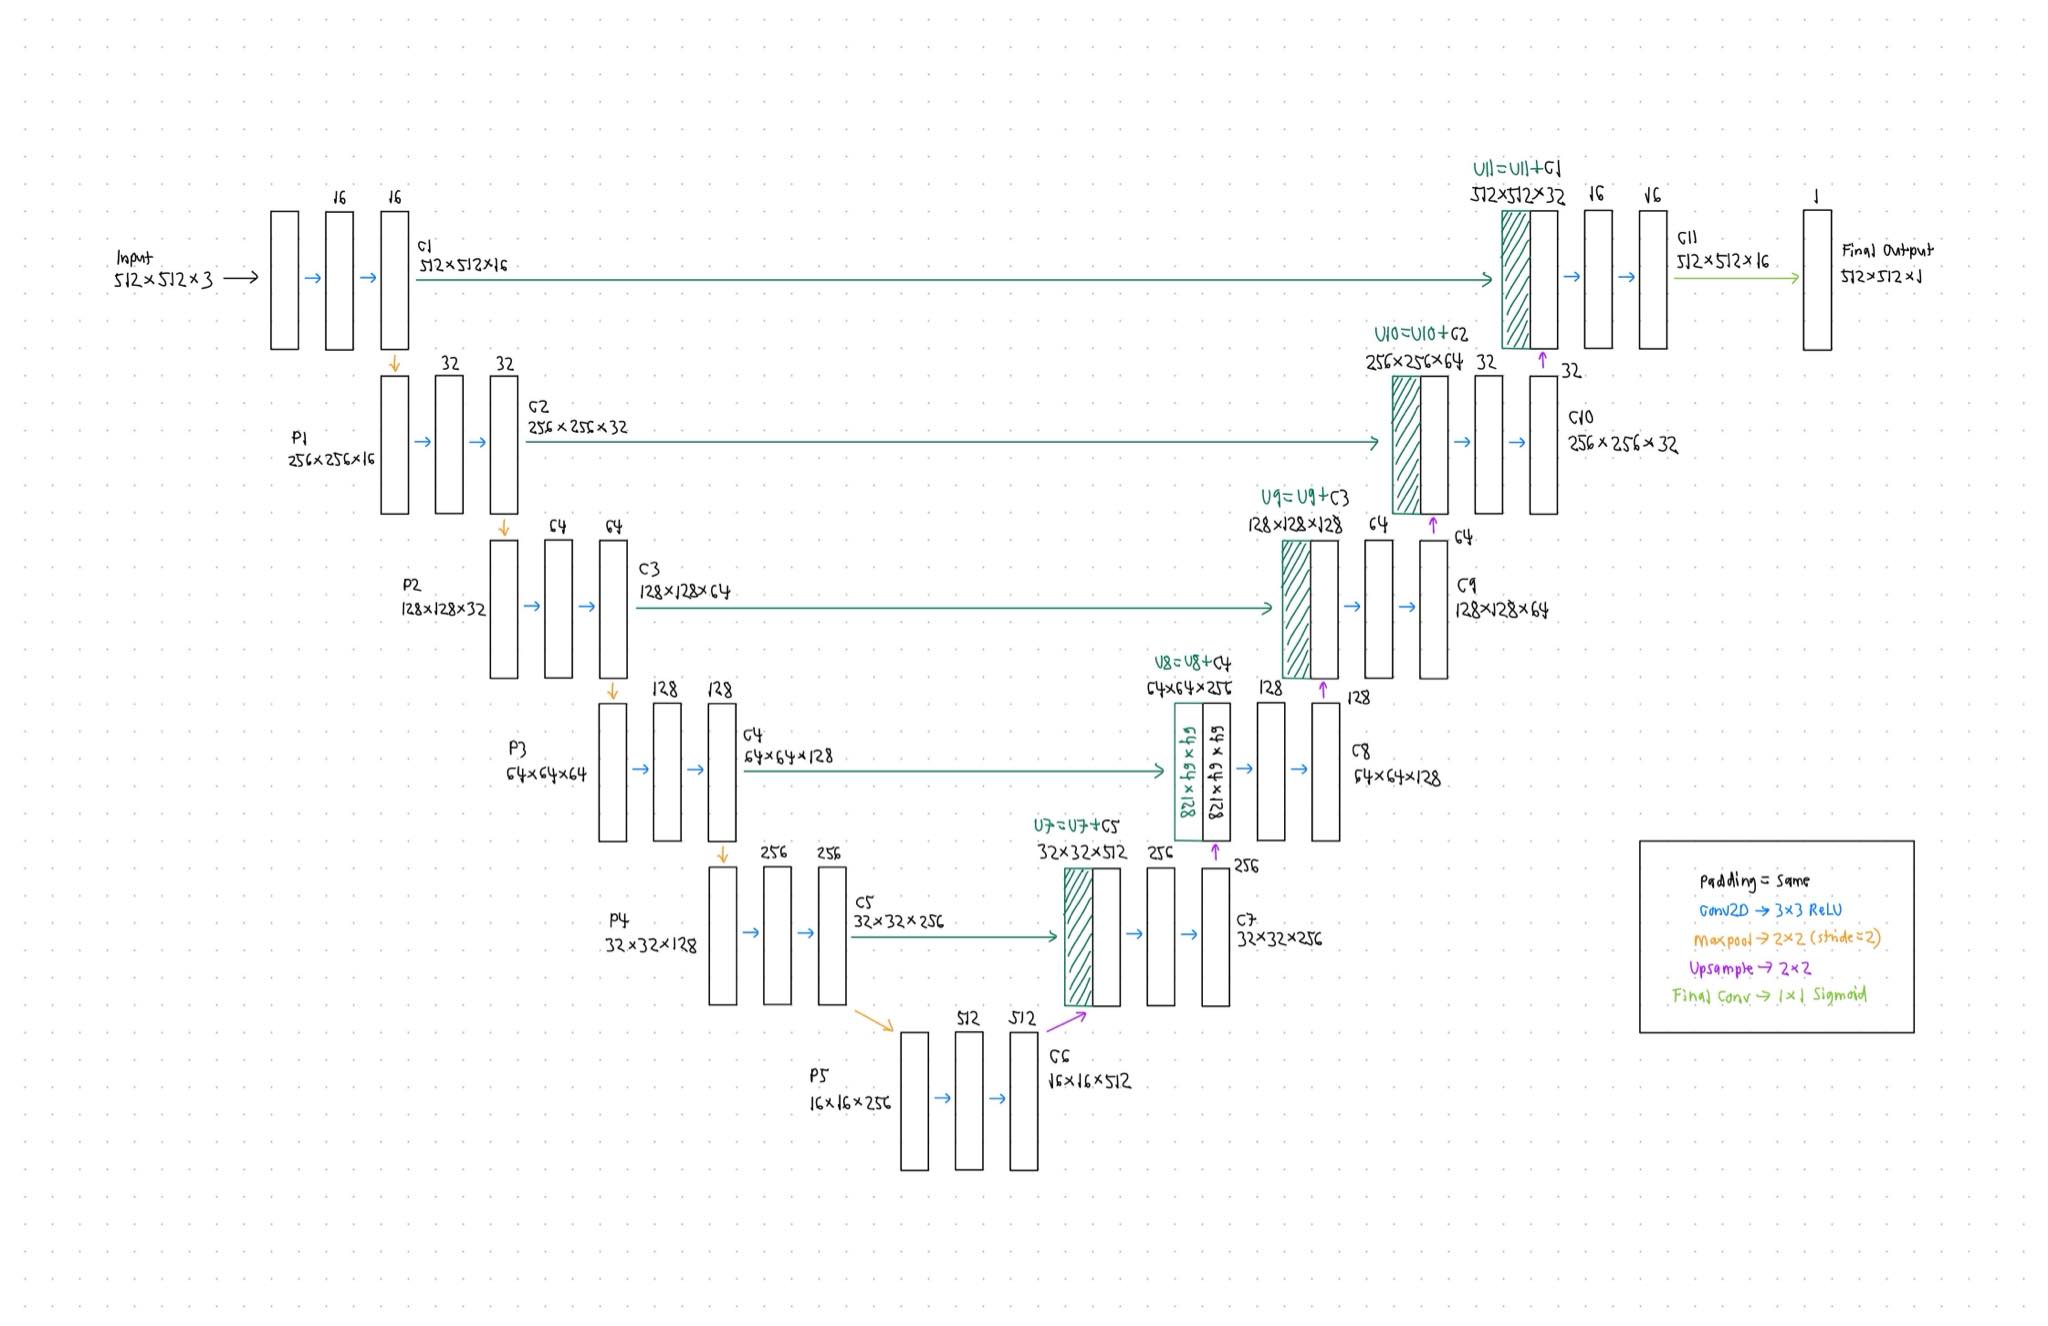 Input
512×512×3
16
16
C1
512×512×16
U11=U11+C1
512×512×32
16
16
C11
512×512×16
1
Final Output
512×512×1
P1
256×256×16
32
32
C2
256×256×32
U10=U10+C2
256×256×64
32
32
C10
256×256×32
P2
128×128×32
64
64
C3
128×128×64
U9=U9+C3
128×128×128
64
64
C9
128×128×64
P3
64×64×64
128
128
C4
64×64×128
U8=U8+C4
64×64×256
64×64×128
64×64×128
128
128
C8
64×64×128
P4
32×32×128
256
256
C5
32×32×256
U7=U7+C5
32×32×512
256
256
C7
32×32×256
P5
16×16×256
512
512
C6
16×16×512
Padding = Same
Conv2D → 3×3 ReLU
Maxpool → 2×2 (stride=2)
Upsample → 2×2
Final Conv → 1×1 Sigmoid